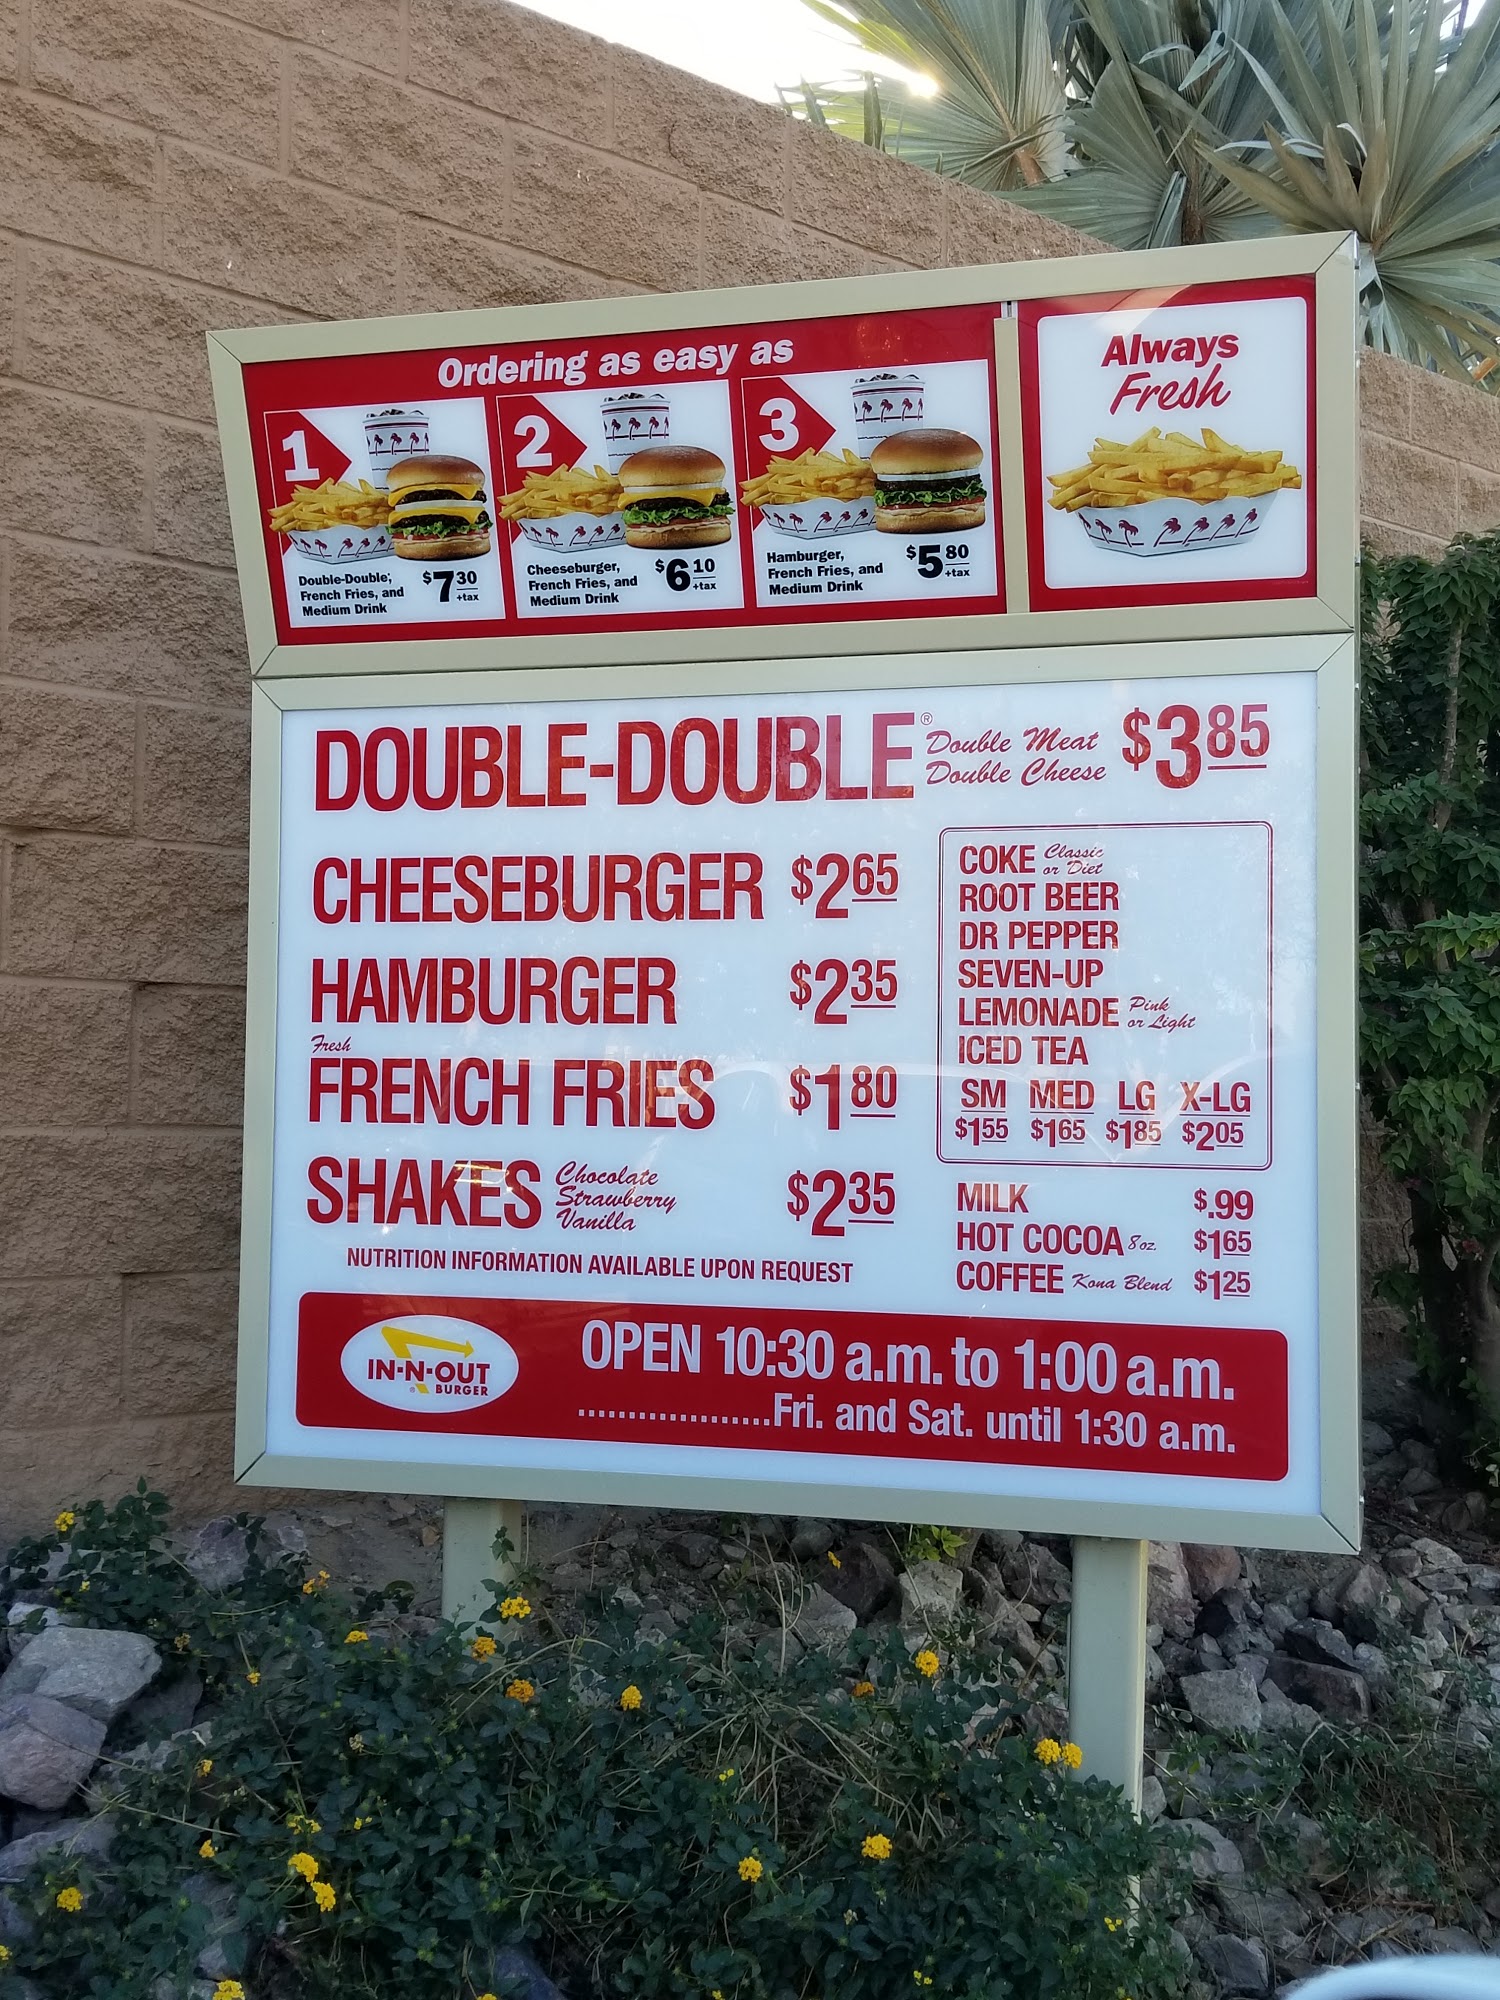 Ordering as easy as
Always
Fresh
1
Double-Double,
French Fries, and
Medium Drink
$7 30
+tax
2
Cheeseburger,
French Fries, and
Medium Drink
$6 10
+tax
3
Hamburger,
French Fries, and
Medium Drink
$5 80
+tax
DOUBLE-DOUBLE®
Double Meat
Double Cheese
$3 85
CHEESEBURGER $2 65
HAMBURGER $2 35
Fresh
FRENCH FRIES $1 80
SHAKES
Chocolate
Strawberry
Vanilla
$2 35
NUTRITION INFORMATION AVAILABLE UPON REQUEST
COKE Classic
or Diet
ROOT BEER
DR PEPPER
SEVEN-UP
LEMONADE Pink
or Light
ICED TEA
SM MED LG X-LG
$1 55 $1 65 $1 85 $2 05
MILK $.99
HOT COCOA 8 oz. $1 65
COFFEE Kona Blend $1 25
IN-N-OUT
® BURGER
OPEN 10:30 a.m. to 1:00 a.m.
...................Fri. and Sat. until 1:30 a.m.